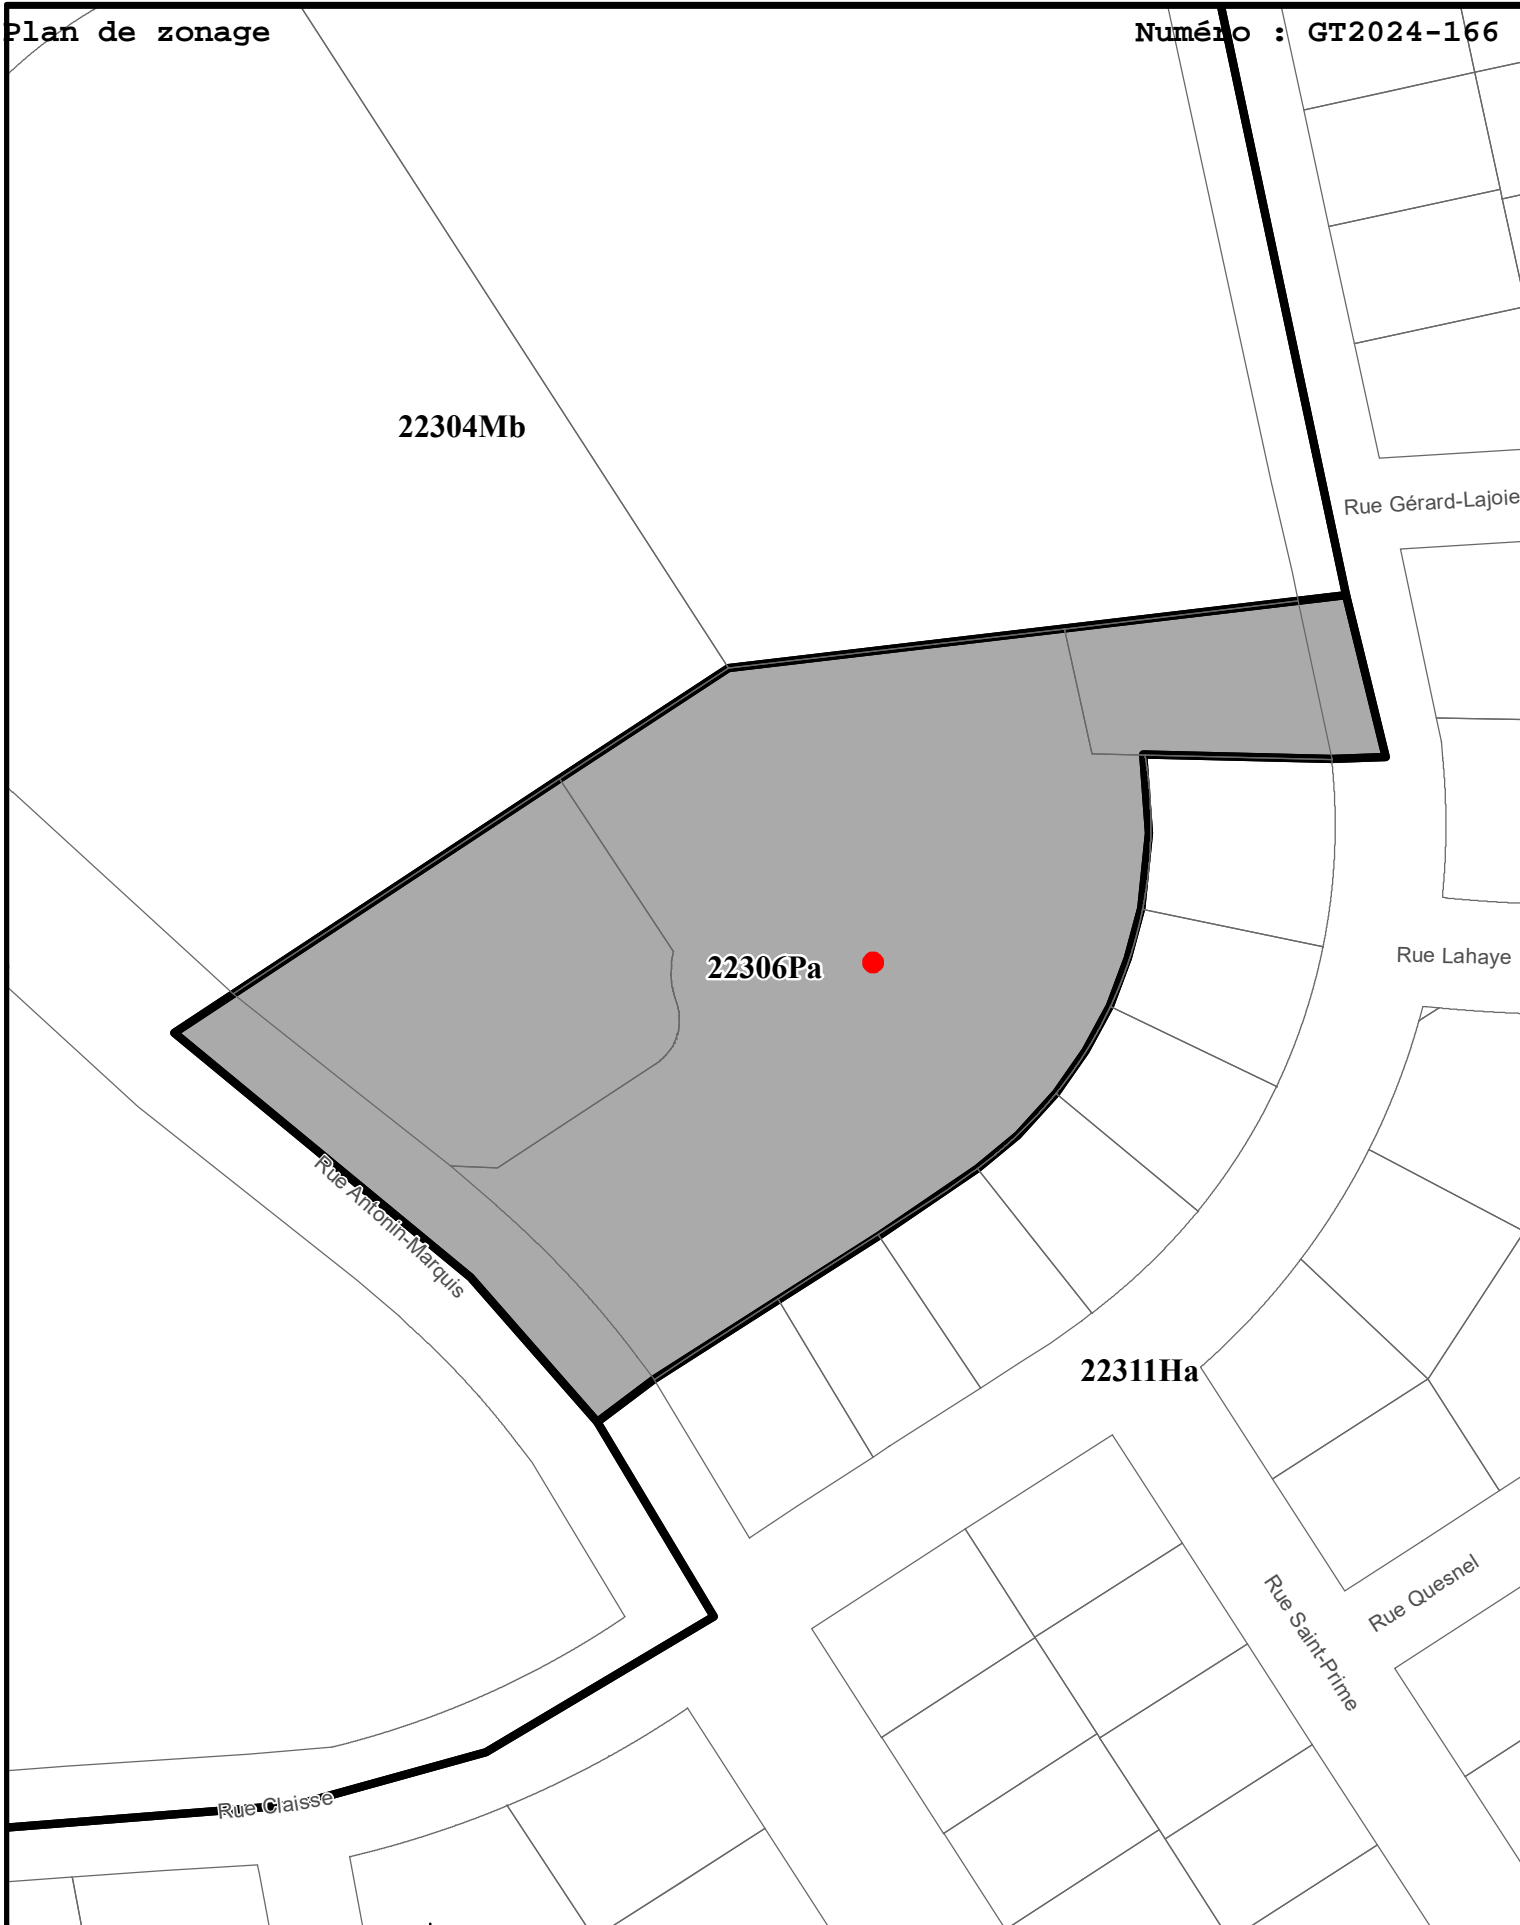 Plan de zonage
Numéro : GT2024-166
22304Mb
Rue Gérard-Lajoie
Rue Lahaye
22306Pa
Rue Antonin-Marquis
22311Ha
Rue Quesnel
Rue Saint-Prime
Rue Claisse